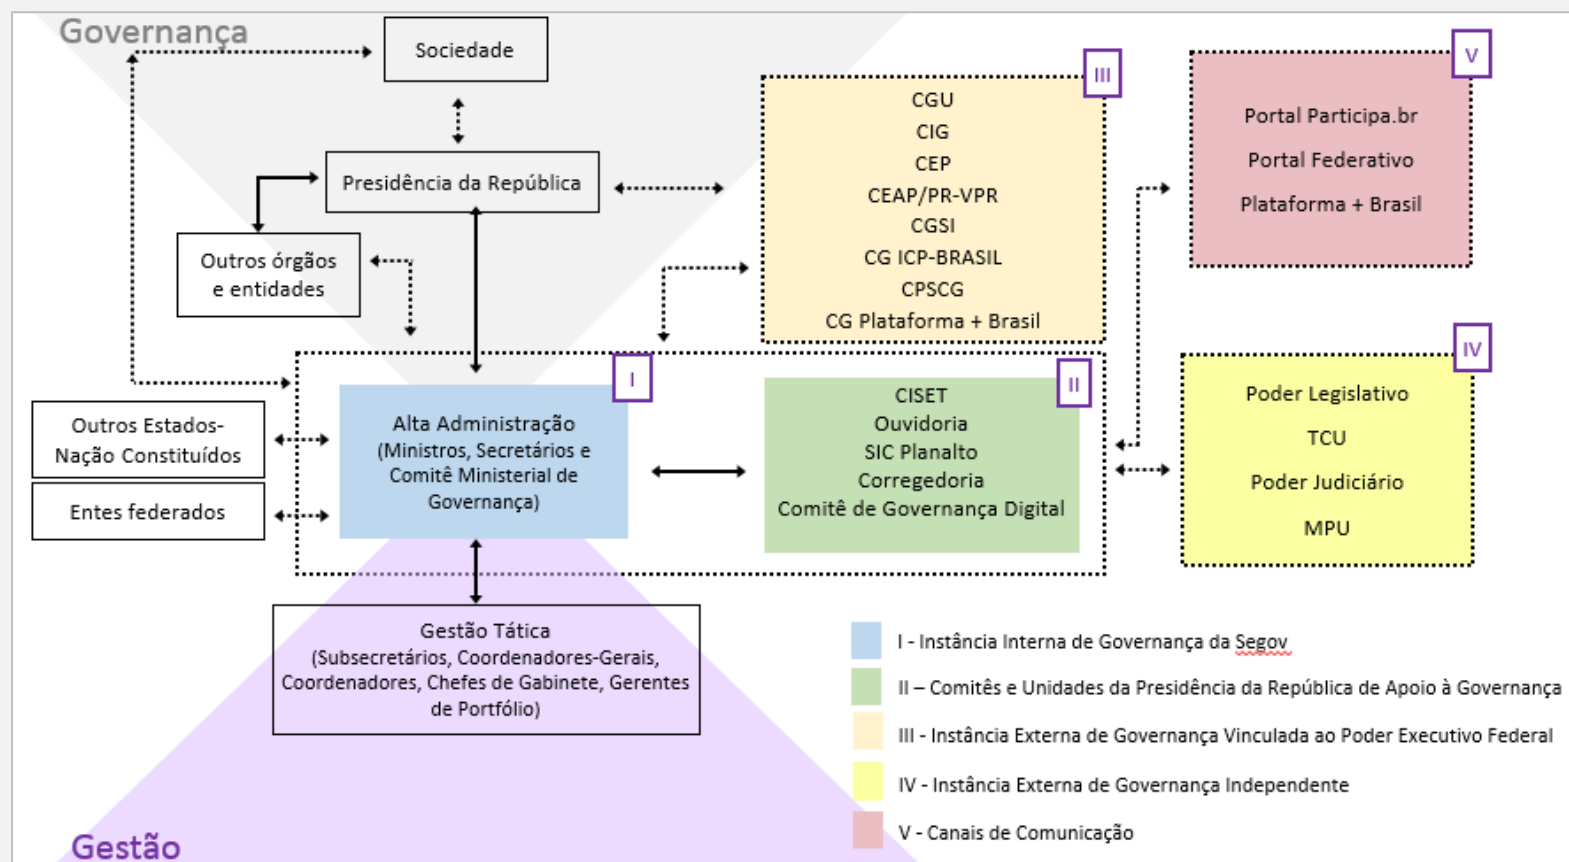 Governança
Sociedade
Presidência da República
Outros órgãos
e entidades
III
CGU
CIG
CEP
CEAP/PR-VPR
CGSI
CG ICP-BRASIL
CPSCG
CG Plataforma + Brasil
V
Portal Participa.br
Portal Federativo
Plataforma + Brasil
Outros Estados-
Nação Constituídos
Entes federados
I
Alta Administração
(Ministros, Secretários e
Comitê Ministerial de
Governança)
II
CISET
Ouvidoria
SIC Planalto
Corregedoria
Comitê de Governança Digital
IV
Poder Legislativo
TCU
Poder Judiciário
MPU
Gestão Tática
(Subsecretários, Coordenadores-Gerais,
Coordenadores, Chefes de Gabinete, Gerentes
de Portfólio)
I - Instância Interna de Governança da Segov
II – Comitês e Unidades da Presidência da República de Apoio à Governança
III - Instância Externa de Governança Vinculada ao Poder Executivo Federal
IV - Instância Externa de Governança Independente
V - Canais de Comunicação
Gestão